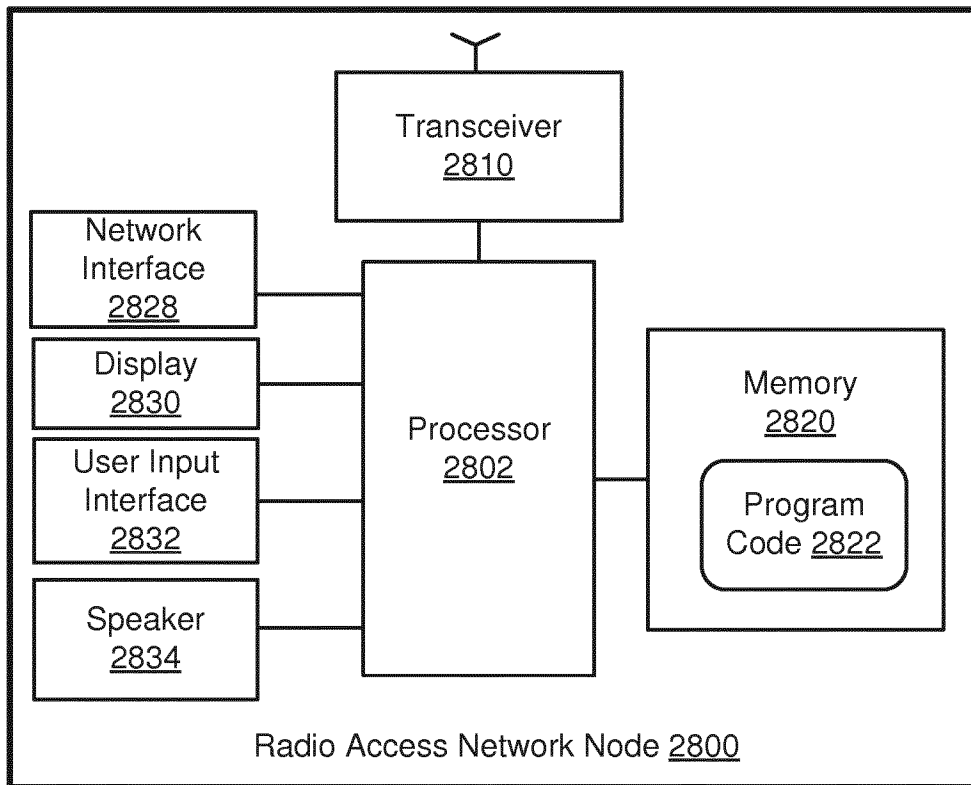 Transceiver
2810
Network
Interface
2828
Display
2830
User Input
Interface
2832
Speaker
2834
Processor
2802
Memory
2820
Program
Code 2822
Radio Access Network Node 2800